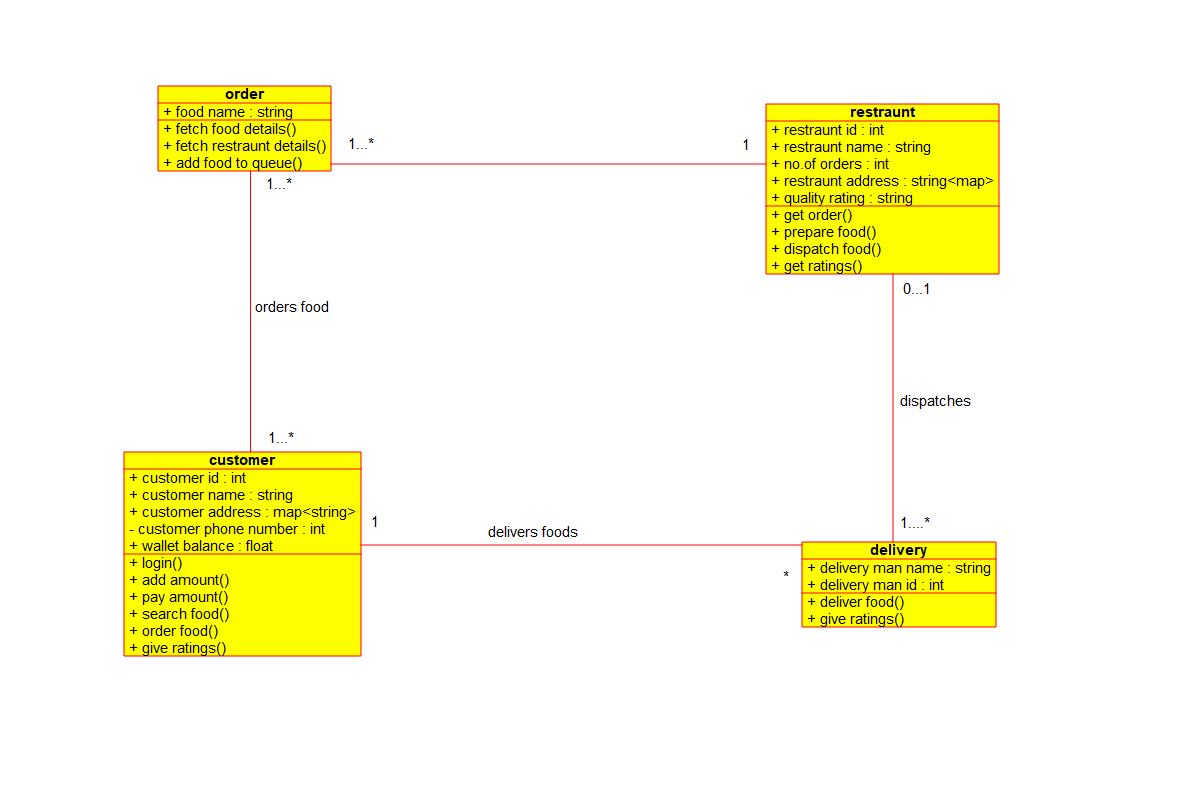 order
+ food name : string
+ fetch food details()
+ fetch restraunt details()
+ add food to queue()
1...*
1
restraunt
+ restraunt id : int
+ restraunt name : string
+ no.of orders : int
+ restraunt address : string<map>
+ quality rating : string
+ get order()
+ prepare food()
+ dispatch food()
+ get ratings()
1...*
0...1
orders food
dispatches
1...*
1....*
customer
+ customer id : int
+ customer name : string
+ customer address : map<string>
- customer phone number : int
+ wallet balance : float
+ login()
+ add amount()
+ pay amount()
+ search food()
+ order food()
+ give ratings()
1
delivers foods
*
delivery
+ delivery man name : string
+ delivery man id : int
+ deliver food()
+ give ratings()